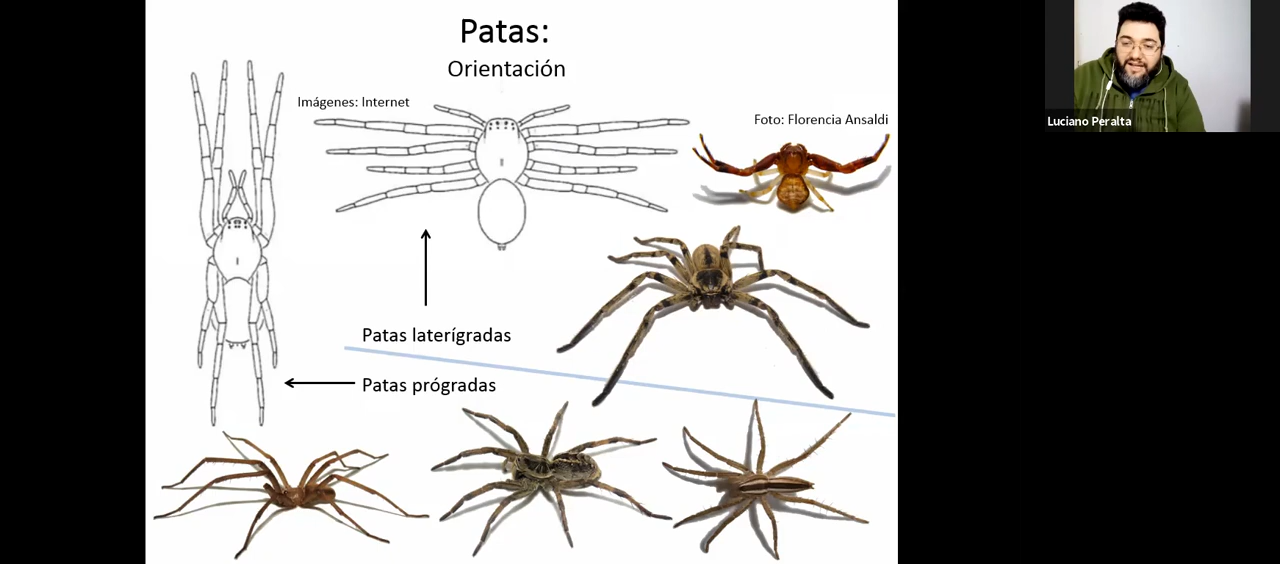 Patas:
Orientación
Imágenes: Internet
Foto: Florencia Ansaldi
Luciano Peralta
Patas laterígradas
Patas prógradas